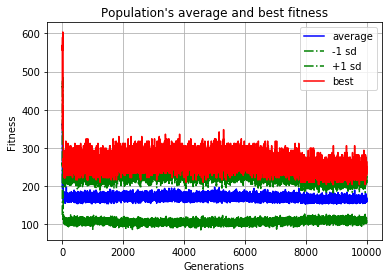 Population's average and best fitness
600
500
400
300
200
100
Fitness
average
-1 sd
+1 sd
best
0
2000
4000
6000
8000
10000
Generations